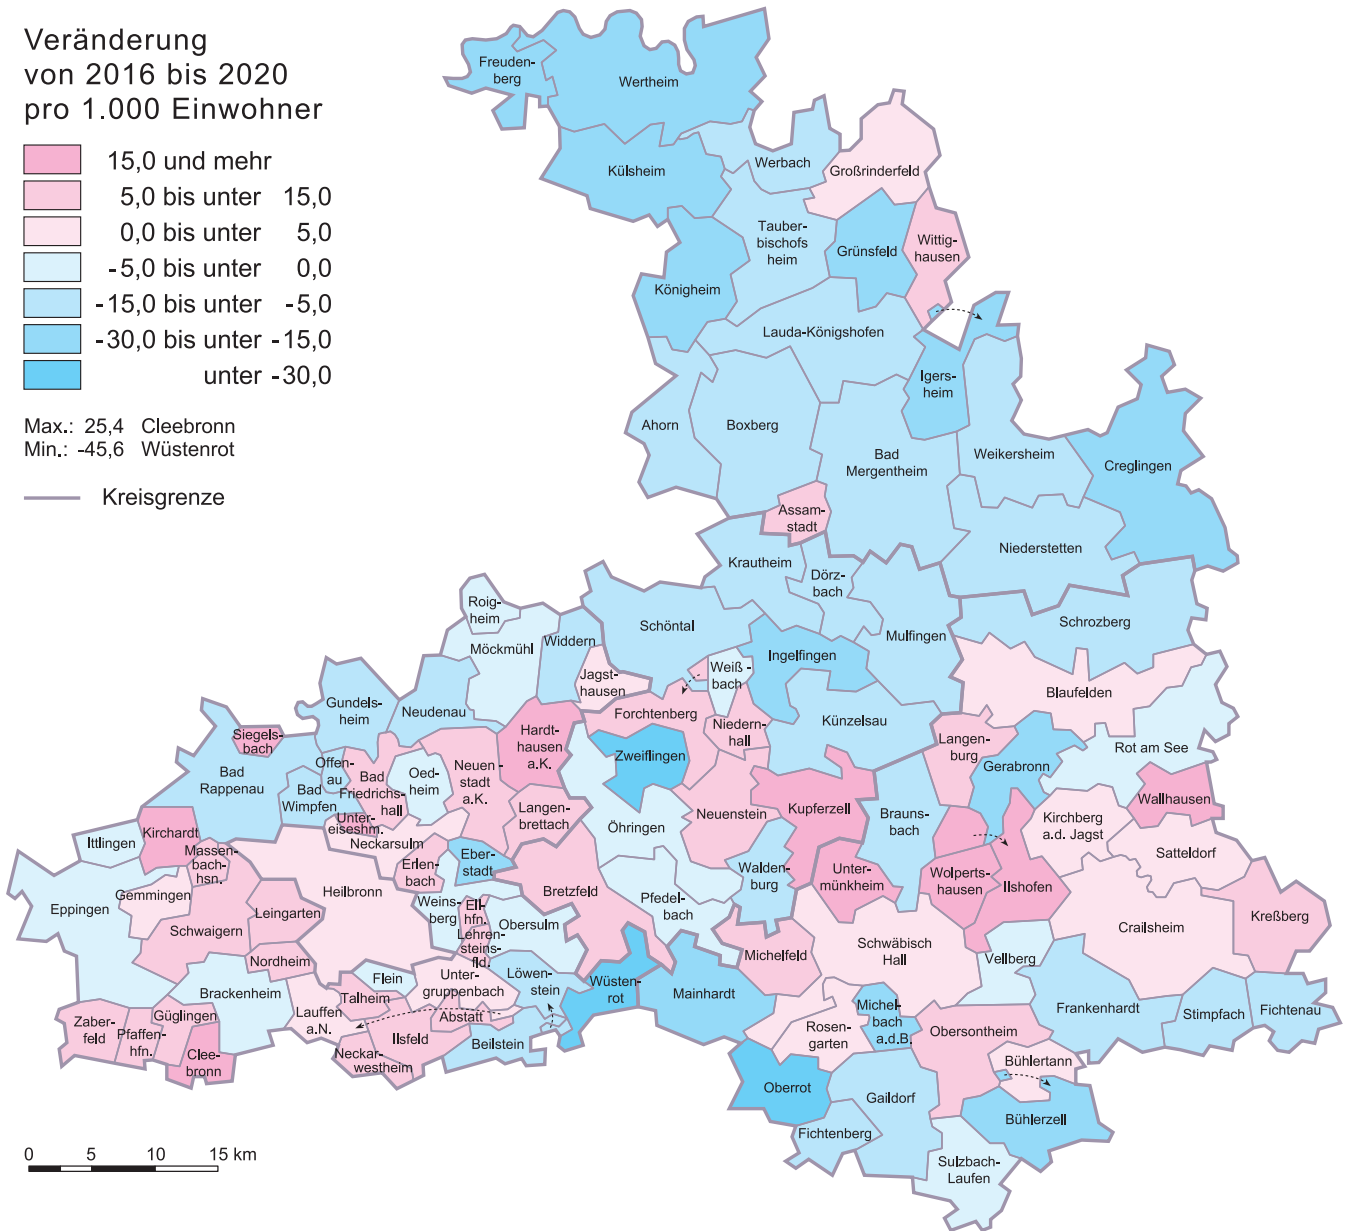 Veränderung
von 2016 bis 2020
pro 1.000 Einwohner
15,0 und mehr
5,0 bis unter 15,0
0,0 bis unter 5,0
-5,0 bis unter 0,0
-15,0 bis unter -5,0
-30,0 bis unter -15,0
unter -30,0
Max.: 25,4 Cleebronn
Min.: -45,6 Wüstenrot
Kreisgrenze
Freuden-
berg
Wertheim
Külsheim
Werbach
Großrinderfeld
Tauber-
bischofs
heim
Grünsfeld
Wittig-
hausen
Königheim
Lauda-Königshofen
Igers-
heim
Ahorn
Boxberg
Bad
Mergentheim
Weikersheim
Creglingen
Assam-
stadt
Niederstetten
Krautheim
Dörz-
bach
Mulfingen
Schrozberg
Roig-
heim
Möckmühl
Widdern
Schöntal
Ingelfingen
Jagst-
hausen
Weiß -
bach
Blaufelden
Gundels-
heim
Neudenau
Forchtenberg
Niedern-
hall
Künzelsau
Rot am See
Siegels-
bach
Hardt-
hausen
a.K.
Zweiflingen
Langen-
burg
Gerabronn
Bad
Rappenau
Offen-
au
Bad
Friedrichs-
hall
Oed-
heim
Neuen-
stadt
a.K.
Bad
Wimpfen
Langen-
brettach
Neuenstein
Kupferzell
Brauns-
bach
Wallhausen
Kirchberg
a.d. Jagst
Ittlingen
Kirchardt
Unter-
eiseshm.
Neckarsulm
Öhringen
Satteldorf
Massen-
bach-
hsn.
Erlen-
bach
Eber-
stadt
Walden-
burg
Unter-
münkheim
Wolperts-
hausen
Ilshofen
Gemmingen
Heilbronn
Bretzfeld
Pfedel-
bach
Eppingen
Leingarten
Weins-
berg
Ell-
hfn.
Obersulm
Kreßberg
Schwaigern
Lehren-
steins-
fld.
Crailsheim
Nordheim
Michelfeld
Schwäbisch
Hall
Vellberg
Flein
Unter-
gruppenbach
Löwen-
stein
Wüsten-
rot
Mainhardt
Brackenheim
Talheim
Frankenhardt
Stimpfach
Fichtenau
Lauffen
a.N.
Abstatt
Michel-
bach
a.d.B.
Güglingen
Zaber-
feld
Pfaffen-
hfn.
Ilsfeld
Beilstein
Rosen-
garten
Obersontheim
Clee-
bronn
Neckar-
westheim
Bühlertann
Oberrot
Gaildorf
Bühlerzell
Fichtenberg
Sulzbach-
Laufen
0 5 10 15 km